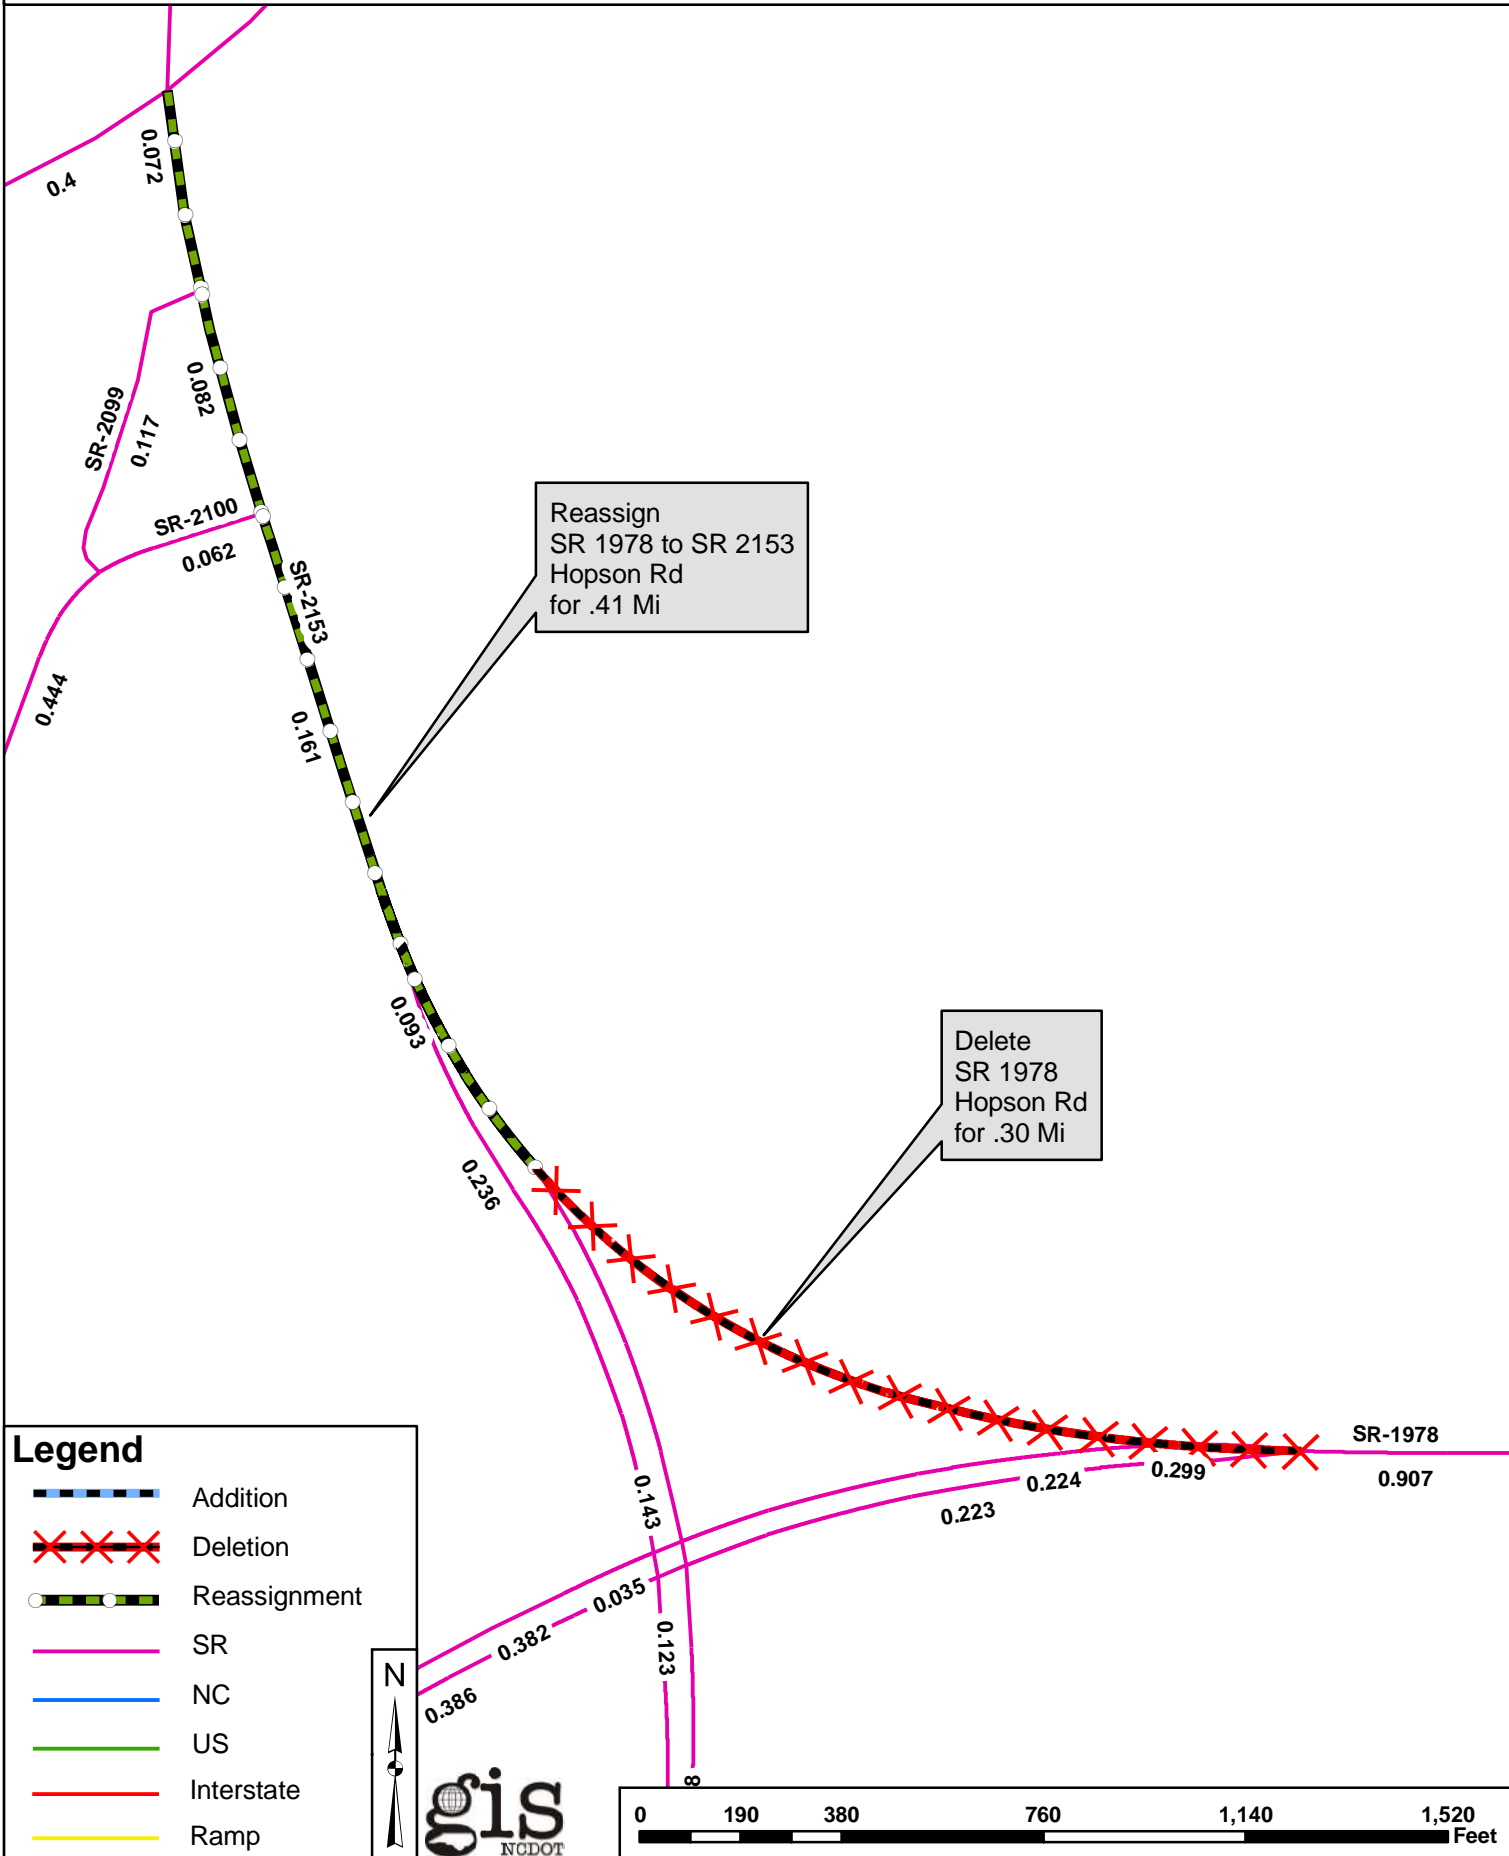 0.4
0.072
0.082
SR-2099
0.117
SR-2100
0.062
SR-2153
0.444
0.161
Reassign
SR 1978 to SR 2153
Hopson Rd
for .41 Mi
0.093
0.236
Delete
SR 1978
Hopson Rd
for .30 Mi
SR-1978
0.907
0.299
0.224
0.223
0.143
0.035
0.382
0.386
0.123
8
Legend
Addition
Deletion
Reassignment
SR
NC
US
Interstate
Ramp
N
gis
NCDOT
0 190 380 760 1,140 1,520
Feet